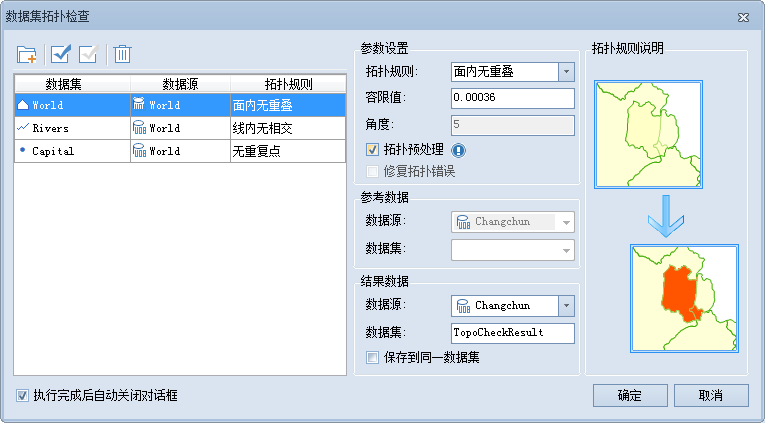 数据集拓扑检查
数据集 数据源 拓扑规则
World World 面内无重叠
Rivers World 线内无相交
Capital World 无重复点
参数设置
拓扑规则: 面内无重叠
容限值: 0.00036
角度: 5
拓扑预处理
修复拓扑错误
参考数据
数据源: Changchun
数据集:
结果数据
数据源: Changchun
数据集: TopoCheckResult
保存到同一数据集
拓扑规则说明
执行完成后自动关闭对话框
确定
取消